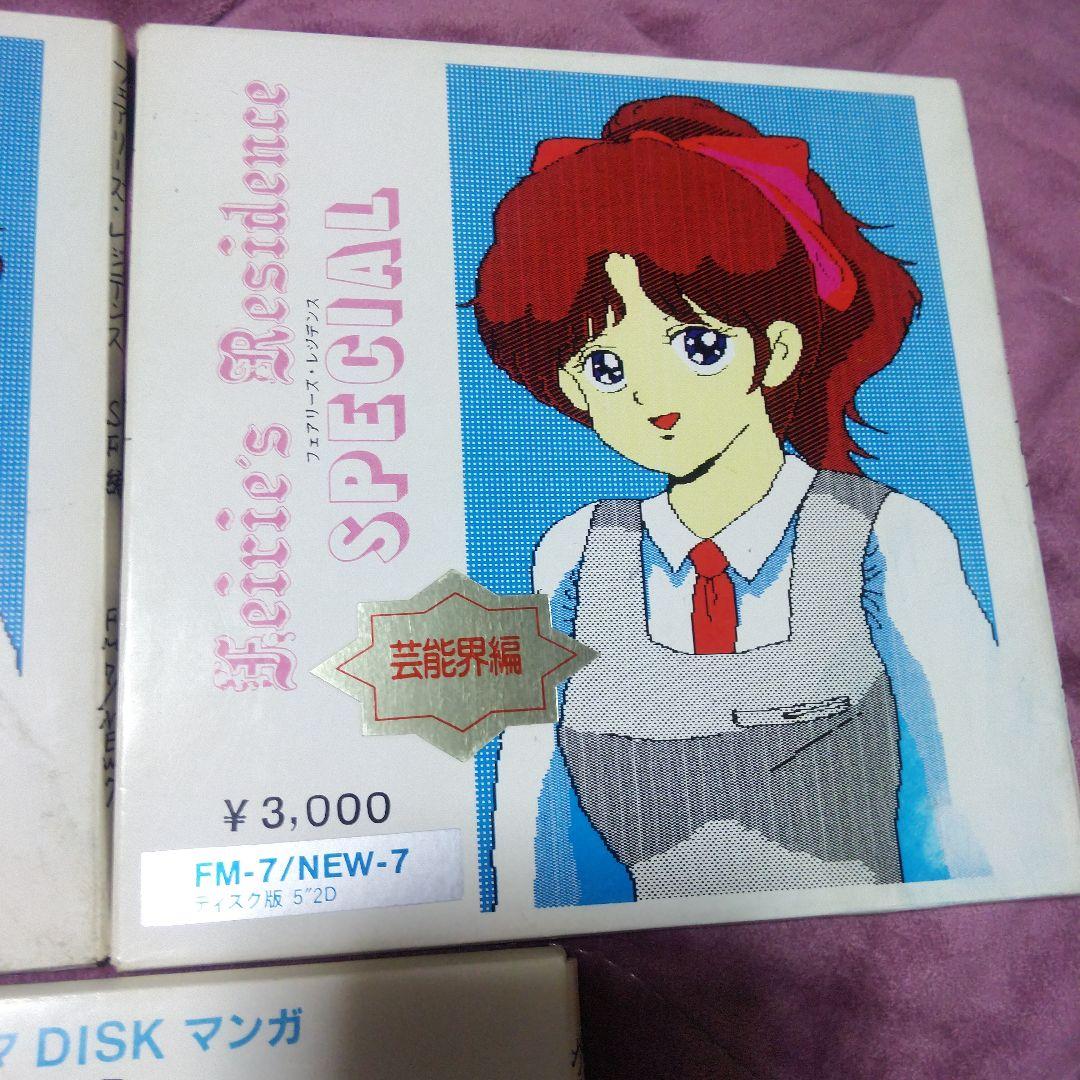 Feirie's Residence
フェアリーズ・レジデンス
SPECIAL
芸能界編
¥3,000
FM-7/NEW-7
ディスク版 5"2D
DISK マンガ